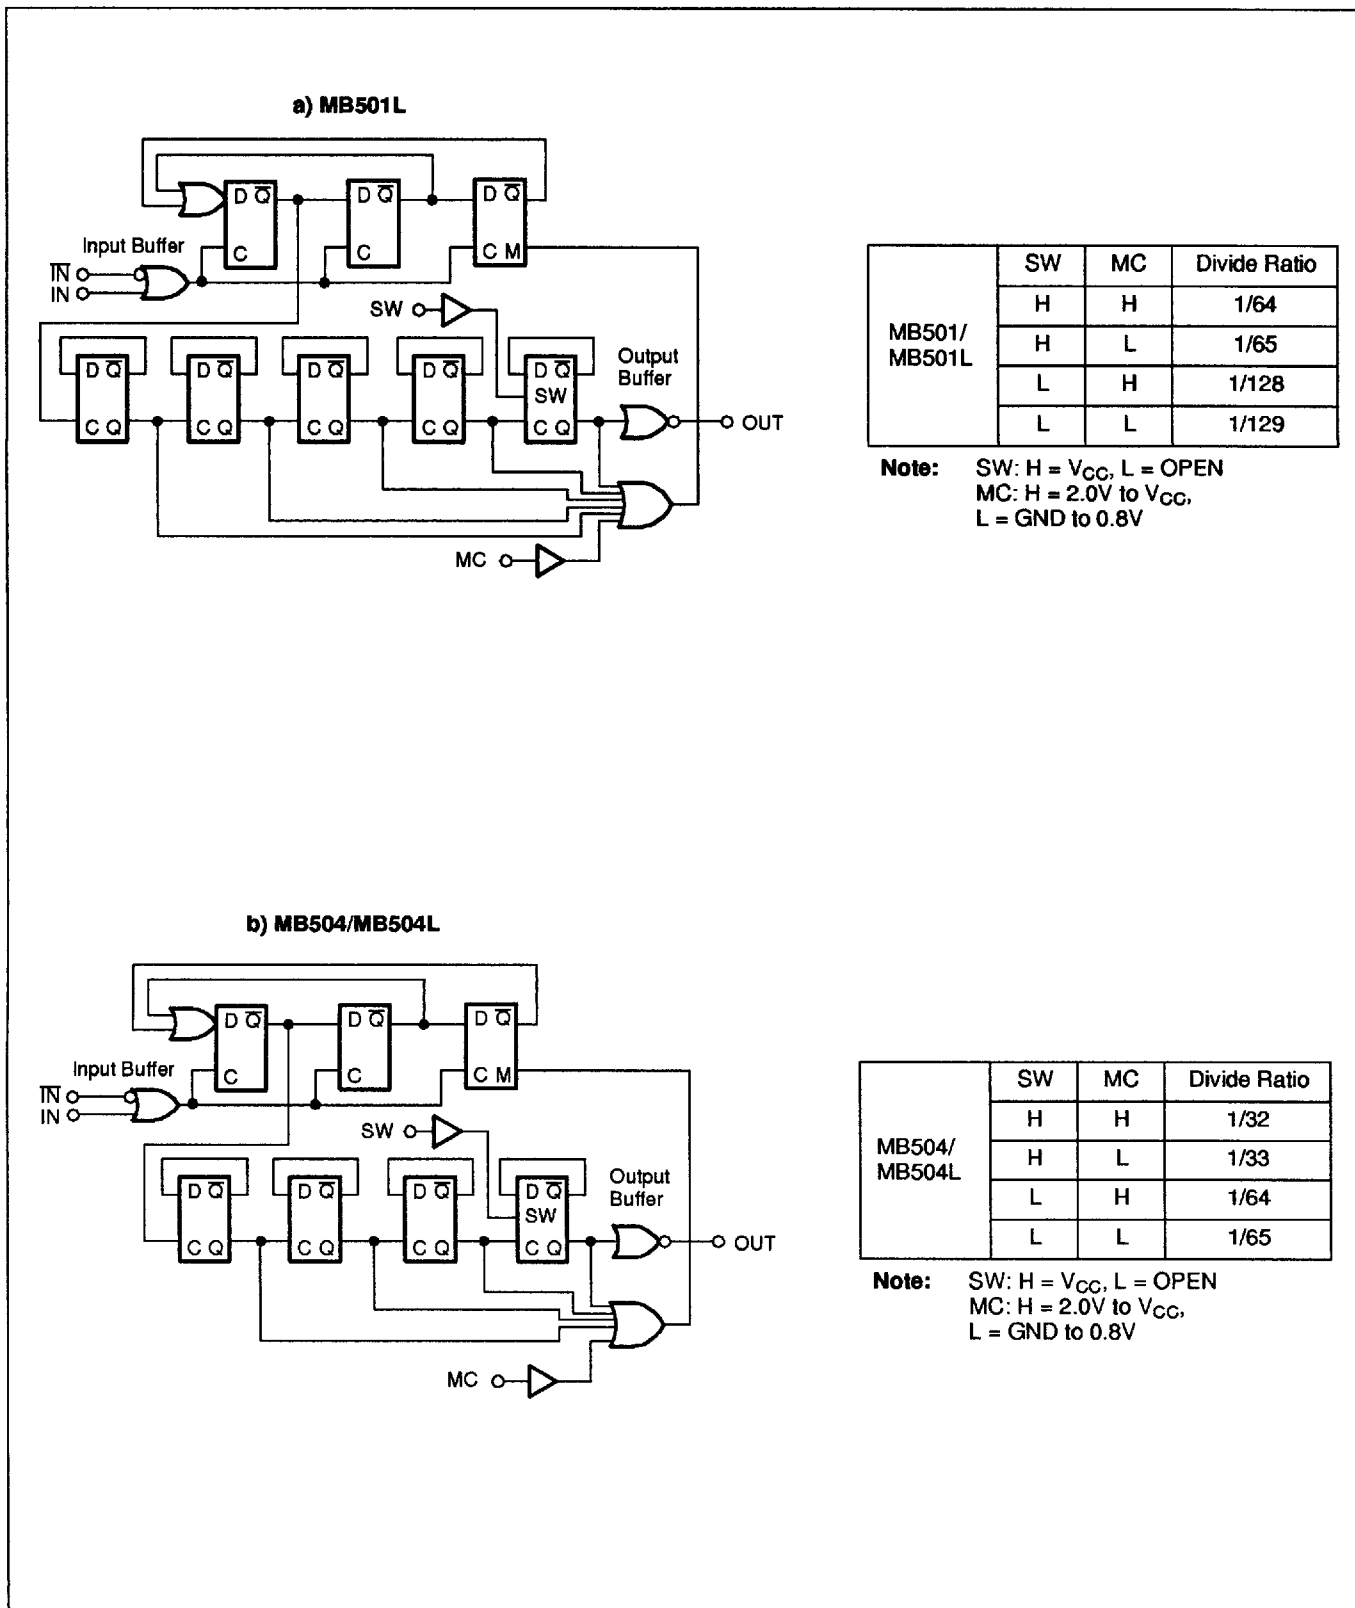 a) MB501L
D Q̅ D Q̅ D Q̅
Input Buffer
C C C M
I̅N̅
IN
SW
D Q̅ D Q̅ D Q̅ D Q̅ D Q̅
SW
Output
Buffer
C Q C Q C Q C Q C Q
OUT
MC
MB501/
MB501L
SW MC Divide Ratio
H H 1/64
H L 1/65
L H 1/128
L L 1/129
Note: SW: H = VCC, L = OPEN
MC: H = 2.0V to VCC,
L = GND to 0.8V
b) MB504/MB504L
D Q̅ D Q̅ D Q̅
Input Buffer
C C C M
I̅N̅
IN
SW
D Q̅ D Q̅ D Q̅ D Q̅
SW
Output
Buffer
C Q C Q C Q C Q
OUT
MC
MB504/
MB504L
SW MC Divide Ratio
H H 1/32
H L 1/33
L H 1/64
L L 1/65
Note: SW: H = VCC, L = OPEN
MC: H = 2.0V to VCC,
L = GND to 0.8V